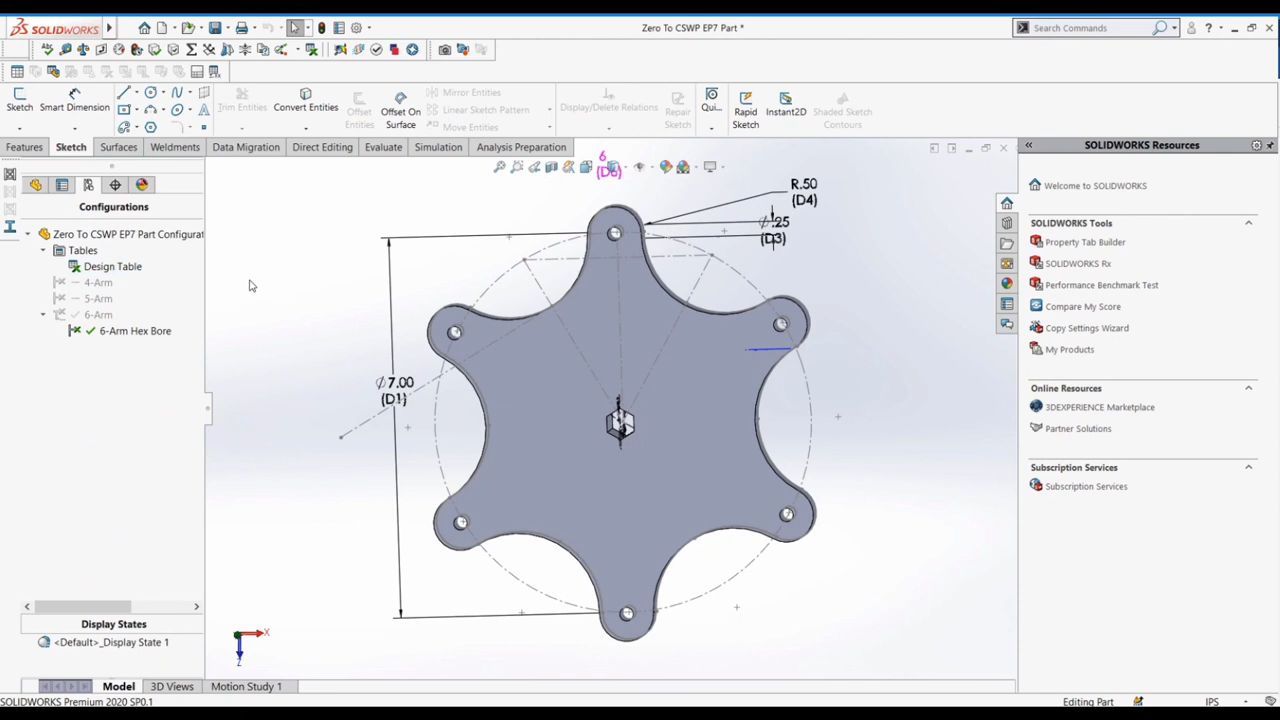 SOLIDWORKS
Zero To CSWP EP7 Part *
Search Commands
?
Sketch
Smart Dimension
Trim Entities
Convert Entities
Offset Entities
Offset On Surface
Mirror Entities
Linear Sketch Pattern
Move Entities
Display/Delete Relations
Repair Sketch
Qui...
Rapid Sketch
Instant2D
Shaded Sketch Contours
Features
Sketch
Surfaces
Weldments
Data Migration
Direct Editing
Evaluate
Simulation
Analysis Preparation
Configurations
Zero To CSWP EP7 Part Configurat
Tables
Design Table
4-Arm
5-Arm
6-Arm
6-Arm Hex Bore
Display States
<Default>_Display State 1
6
(D6)
R.50
(D4)
∅.25
(D3)
∅7.00
(D1)
X
Z
SOLIDWORKS Resources
Welcome to SOLIDWORKS
SOLIDWORKS Tools
Property Tab Builder
SOLIDWORKS Rx
Performance Benchmark Test
Compare My Score
Copy Settings Wizard
My Products
Online Resources
3DEXPERIENCE Marketplace
Partner Solutions
Subscription Services
Subscription Services
Model
3D Views
Motion Study 1
SOLIDWORKS Premium 2020 SP0.1
Editing Part
IPS